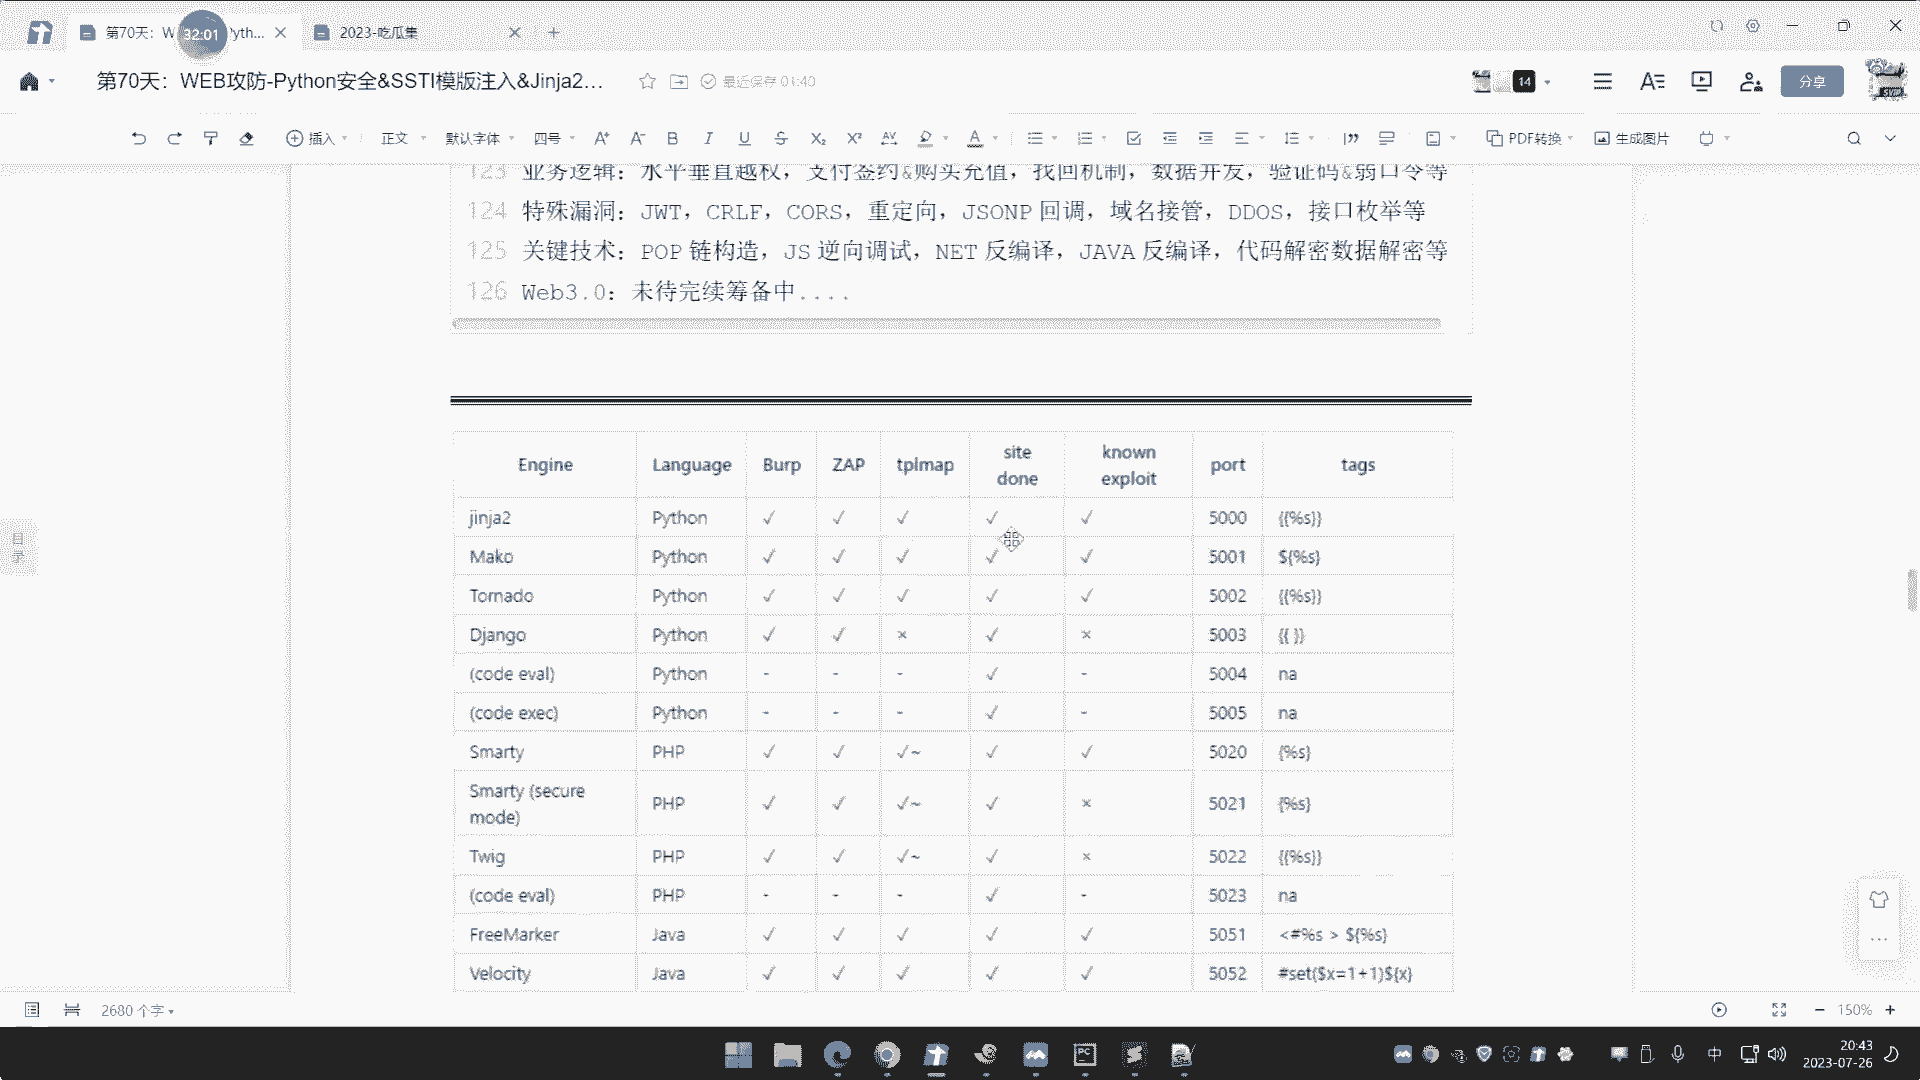 第70天：W
32:01
yth...
2023-吃瓜集
第70天：WEB攻防-Python安全&SSTI模版注入&Jinja2...
最近保存 01:40
14
分享
插入
正文
默认字体
四号
PDF转换
生成图片
123 业务逻辑：水平垂直越权，支付签约&购买充值，找回机制，数据并发，验证码&弱口令等
124 特殊漏洞：JWT，CRLF，CORS，重定向，JSONP 回调，域名接管，DDOS，接口枚举等
125 关键技术：POP 链构造，JS 逆向调试，NET 反编译，JAVA 反编译，代码解密数据解密等
126 Web3.0：未待完续筹备中....
目录
Engine Language Burp ZAP tplmap site done known exploit port tags
jinja2 Python ✓ ✓ ✓ ✓ ✓ 5000 {{%s}}
Mako Python ✓ ✓ ✓ ✓ ✓ 5001 ${%s}
Tornado Python ✓ ✓ ✓ ✓ ✓ 5002 {{%s}}
Django Python ✓ ✓ × ✓ × 5003 {{ }}
(code eval) Python - - - ✓ - 5004 na
(code exec) Python - - - ✓ - 5005 na
Smarty PHP ✓ ✓ ✓~ ✓ ✓ 5020 {%s}
Smarty (secure mode) PHP ✓ ✓ ✓~ ✓ × 5021 {%s}
Twig PHP ✓ ✓ ✓~ ✓ × 5022 {{%s}}
(code eval) PHP - - - ✓ - 5023 na
FreeMarker Java ✓ ✓ ✓ ✓ ✓ 5051 <#%s > ${%s}
Velocity Java ✓ ✓ ✓ ✓ ✓ 5052 #set($x=1+1)${x}
2680 个字
150%
中
20:43
2023-07-26